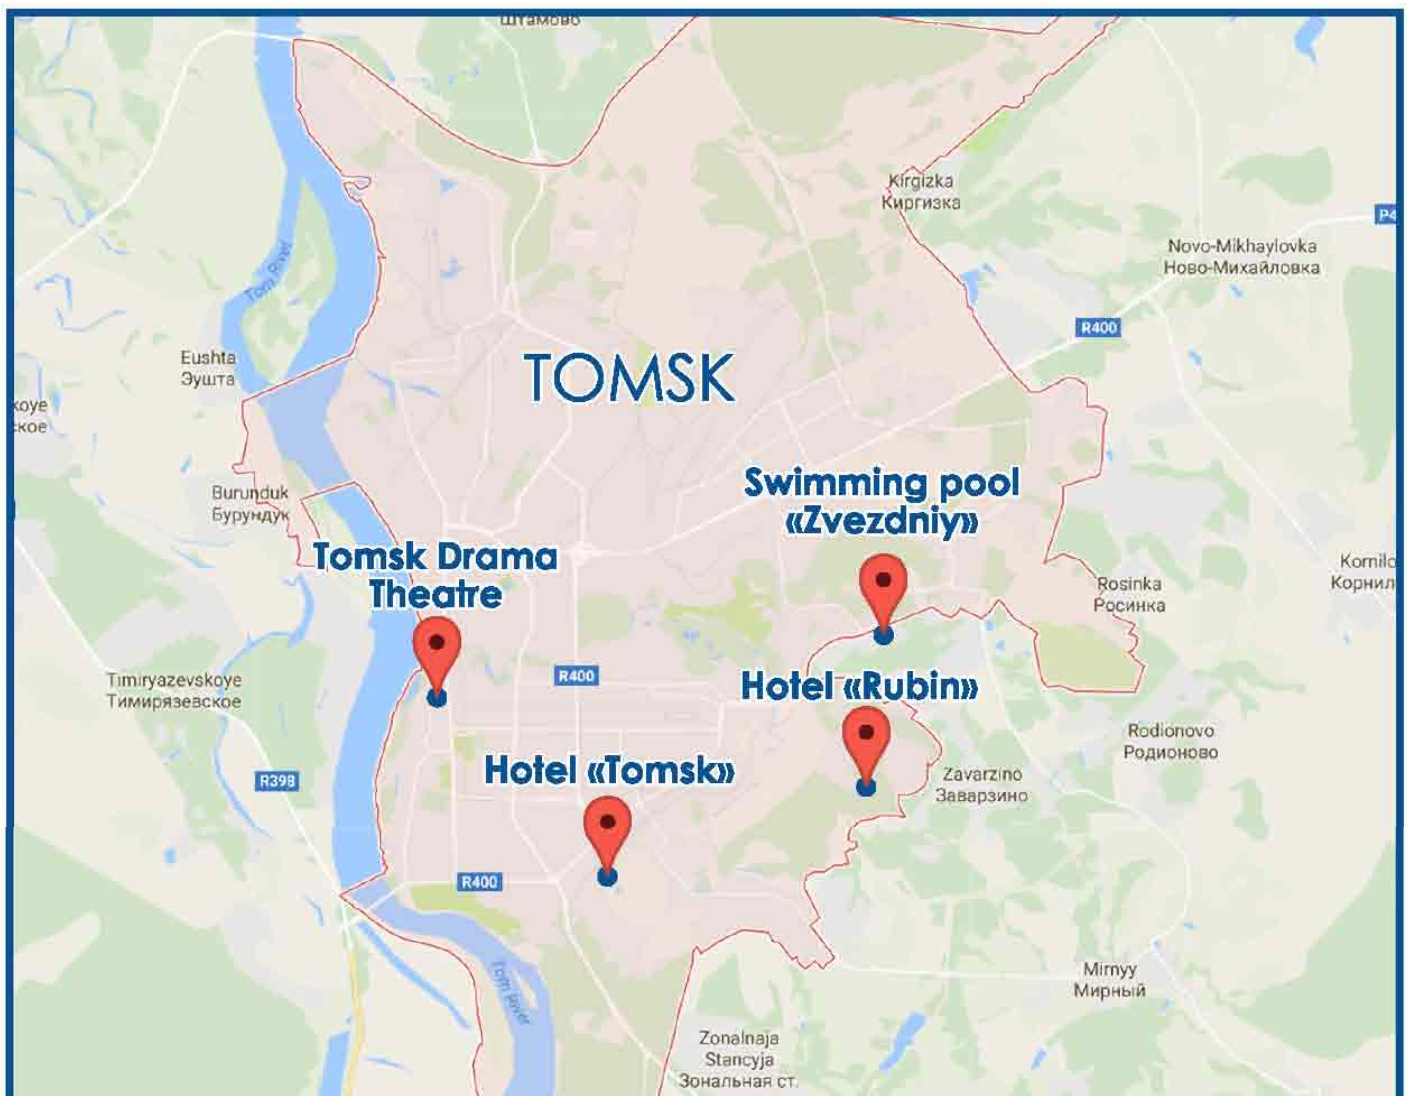 Штамово
Kirgizka
Киргизка
Novo-Mikhaylovka
Ново-Михайловка
R400
Tom River
Eushta
Эушта
TOMSK
Swimming pool
«Zvezdniy»
Burunduk
Бурундук
Tomsk Drama
Theatre
Rosinka
Росинка
R400
Hotel «Rubin»
Timiryazevskoye
Тимирязевское
Rodionovo
Родионово
Hotel «Tomsk»
R398
Zavarzino
Заварзино
R400
Tom River
Mirnyy
Мирный
Zonalnaja
Stancyja
Зональная ст.